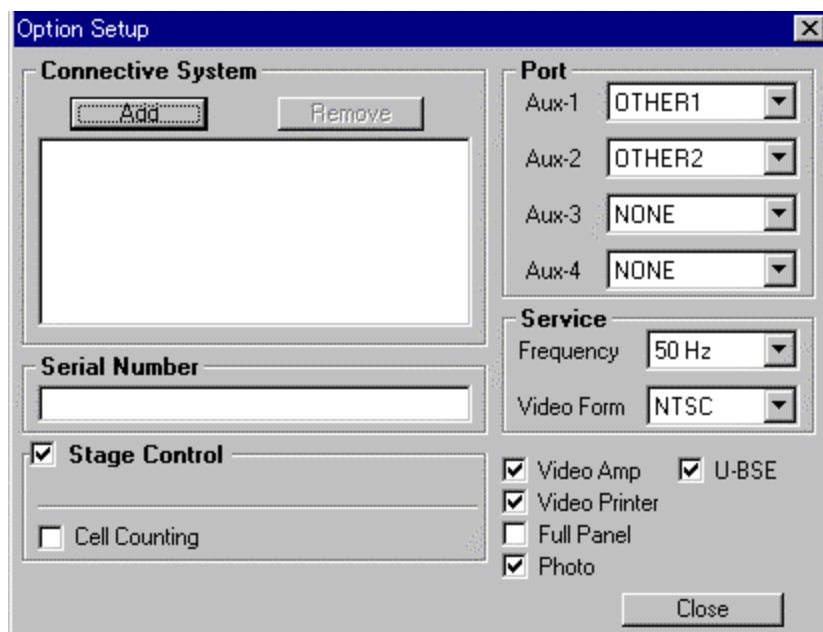 Option Setup
Connective System
Add
Remove
Serial Number
Stage Control
Cell Counting
Port
Aux-1 OTHER1
Aux-2 OTHER2
Aux-3 NONE
Aux-4 NONE
Service
Frequency 50 Hz
Video Form NTSC
Video Amp U-BSE
Video Printer
Full Panel
Photo
Close